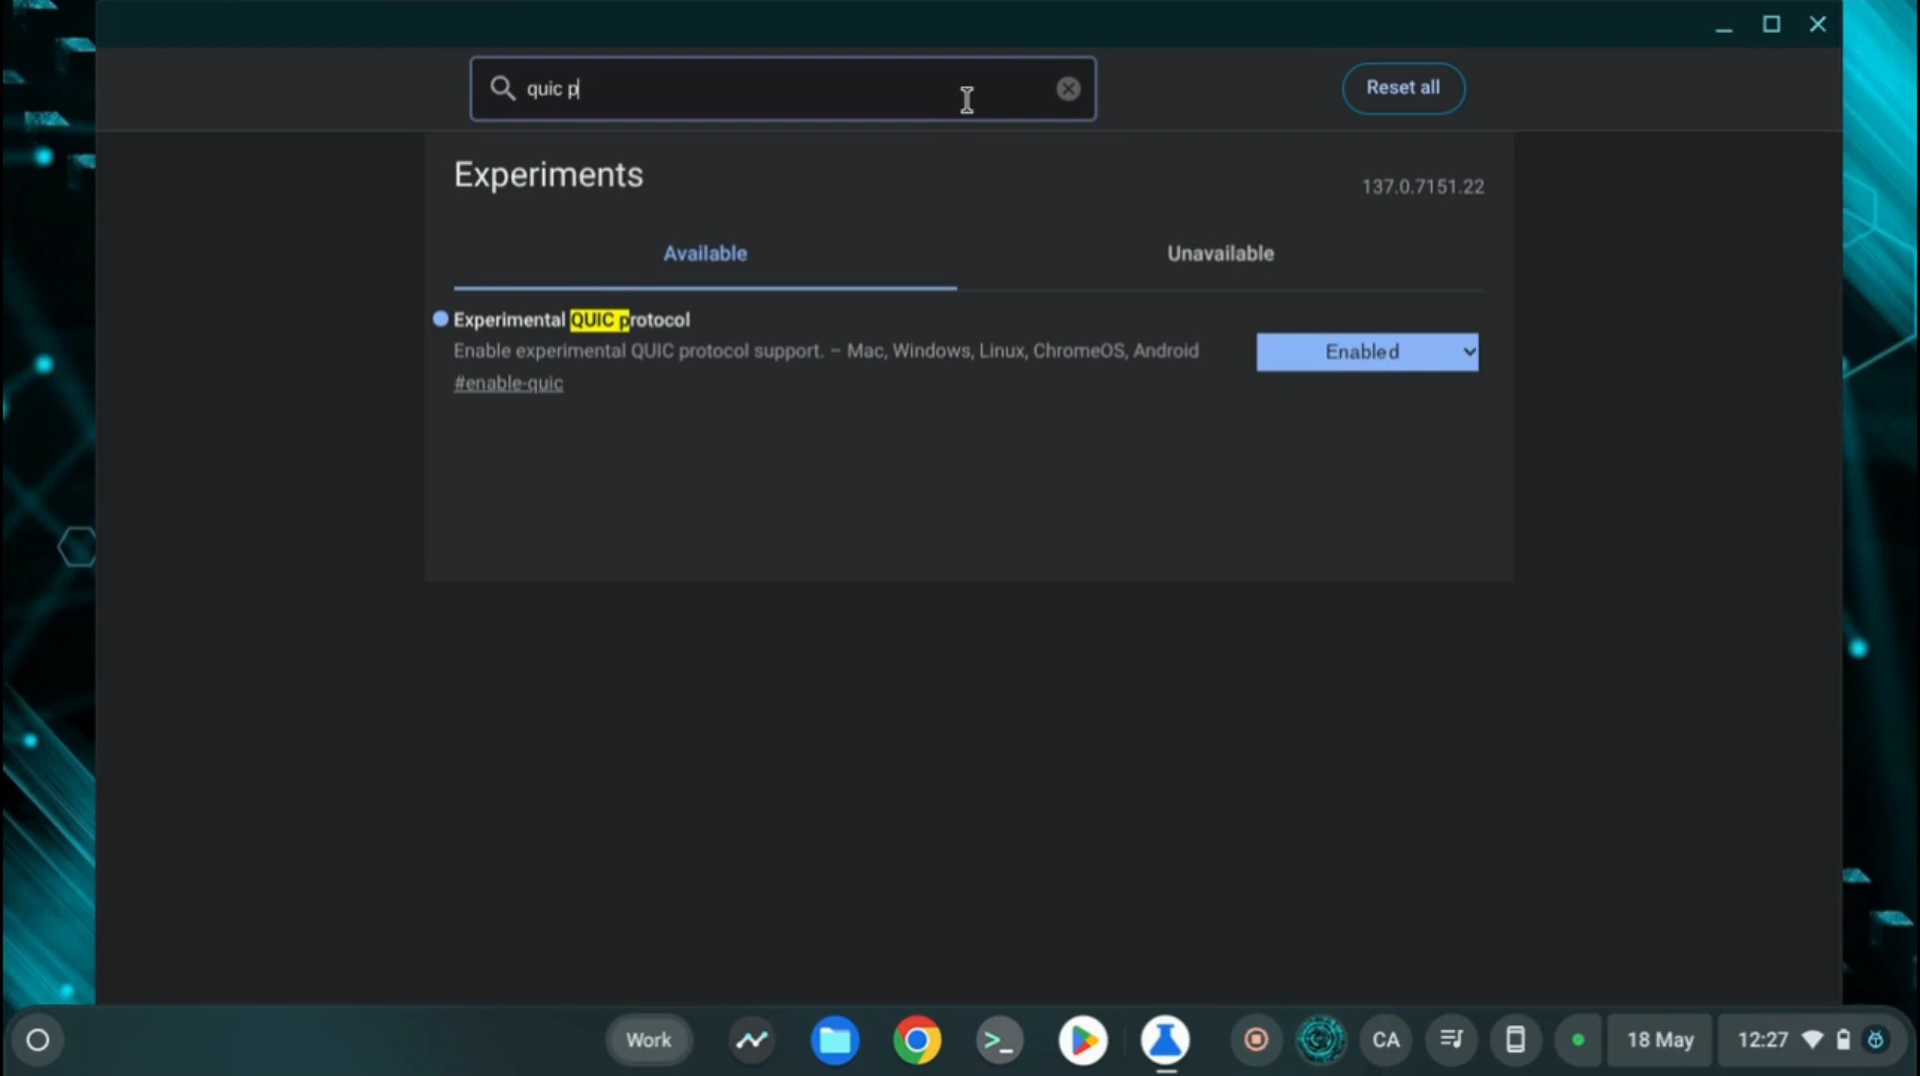 quic p
Reset all
Experiments
137.0.7151.22
Available
Unavailable
Experimental QUIC protocol
Enable experimental QUIC protocol support. – Mac, Windows, Linux, ChromeOS, Android
Enabled
#enable-quic
Work
CA
18 May
12:27